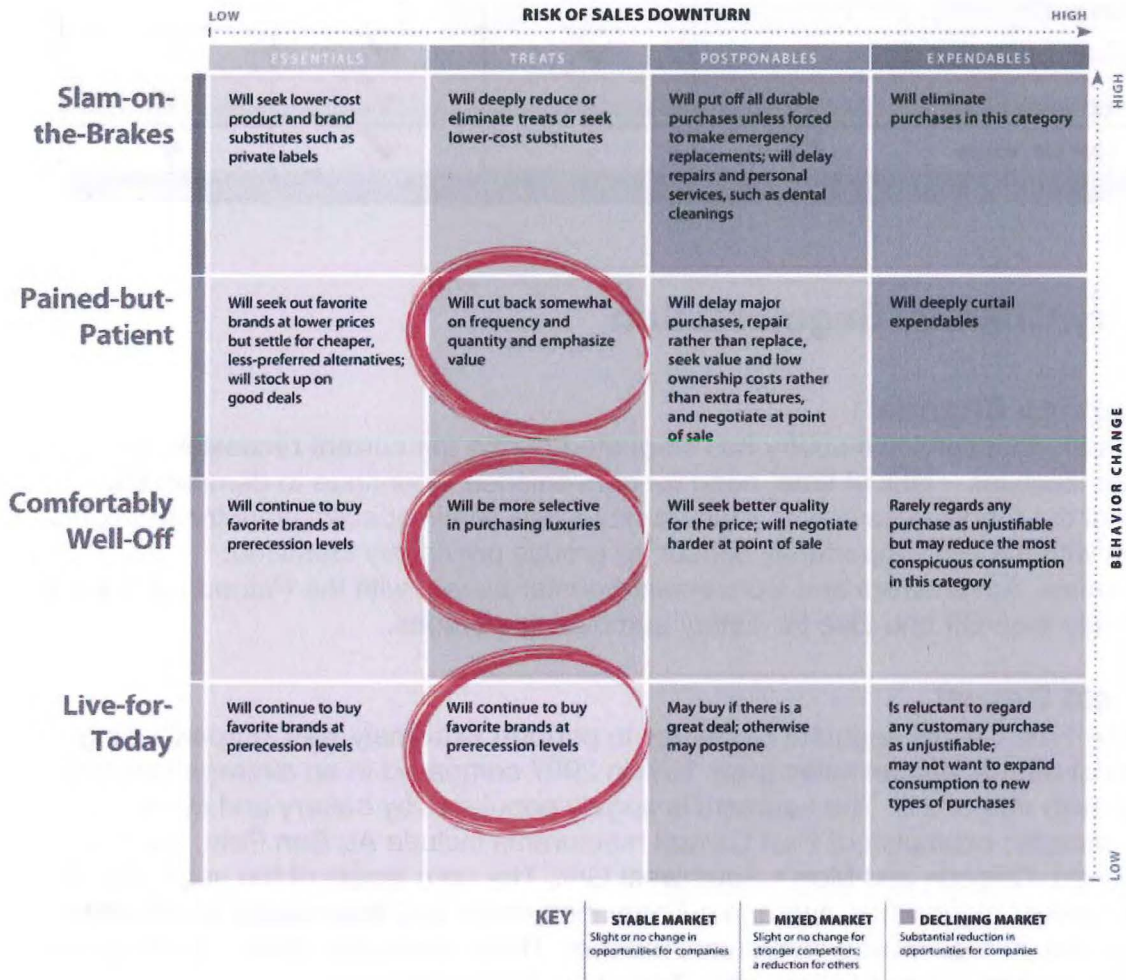 LOW RISK OF SALES DOWNTURN HIGH
ESSENTIALS TREATS POSTPONABLES EXPENDABLES
Slam-on-
the-Brakes
Will seek lower-cost
product and brand
substitutes such as
private labels
Will deeply reduce or
eliminate treats or seek
lower-cost substitutes
Will put off all durable
purchases unless forced
to make emergency
replacements; will delay
repairs and personal
services, such as dental
cleanings
Will eliminate
purchases in this category
HIGH
Pained-but-
Patient
Will seek out favorite
brands at lower prices
but settle for cheaper,
less-preferred alternatives;
will stock up on
good deals
Will cut back somewhat
on frequency and
quantity and emphasize
value
Will delay major
purchases, repair
rather than replace,
seek value and low
ownership costs rather
than extra features,
and negotiate at point
of sale
Will deeply curtail
expendables
BEHAVIOR CHANGE
Comfortably
Well-Off
Will continue to buy
favorite brands at
prerecession levels
Will be more selective
in purchasing luxuries
Will seek better quality
for the price; will negotiate
harder at point of sale
Rarely regards any
purchase as unjustifiable
but may reduce the most
conspicuous consumption
in this category
Live-for-
Today
Will continue to buy
favorite brands at
prerecession levels
Will continue to buy
favorite brands at
prerecession levels
May buy if there is a
great deal; otherwise
may postpone
Is reluctant to regard
any customary purchase
as unjustifiable;
may not want to expand
consumption to new
types of purchases
LOW
KEY
STABLE MARKET
Slight or no change in
opportunities for companies
MIXED MARKET
Slight or no change for
stronger competitors;
a reduction for others
DECLINING MARKET
Substantial reduction in
opportunities for companies